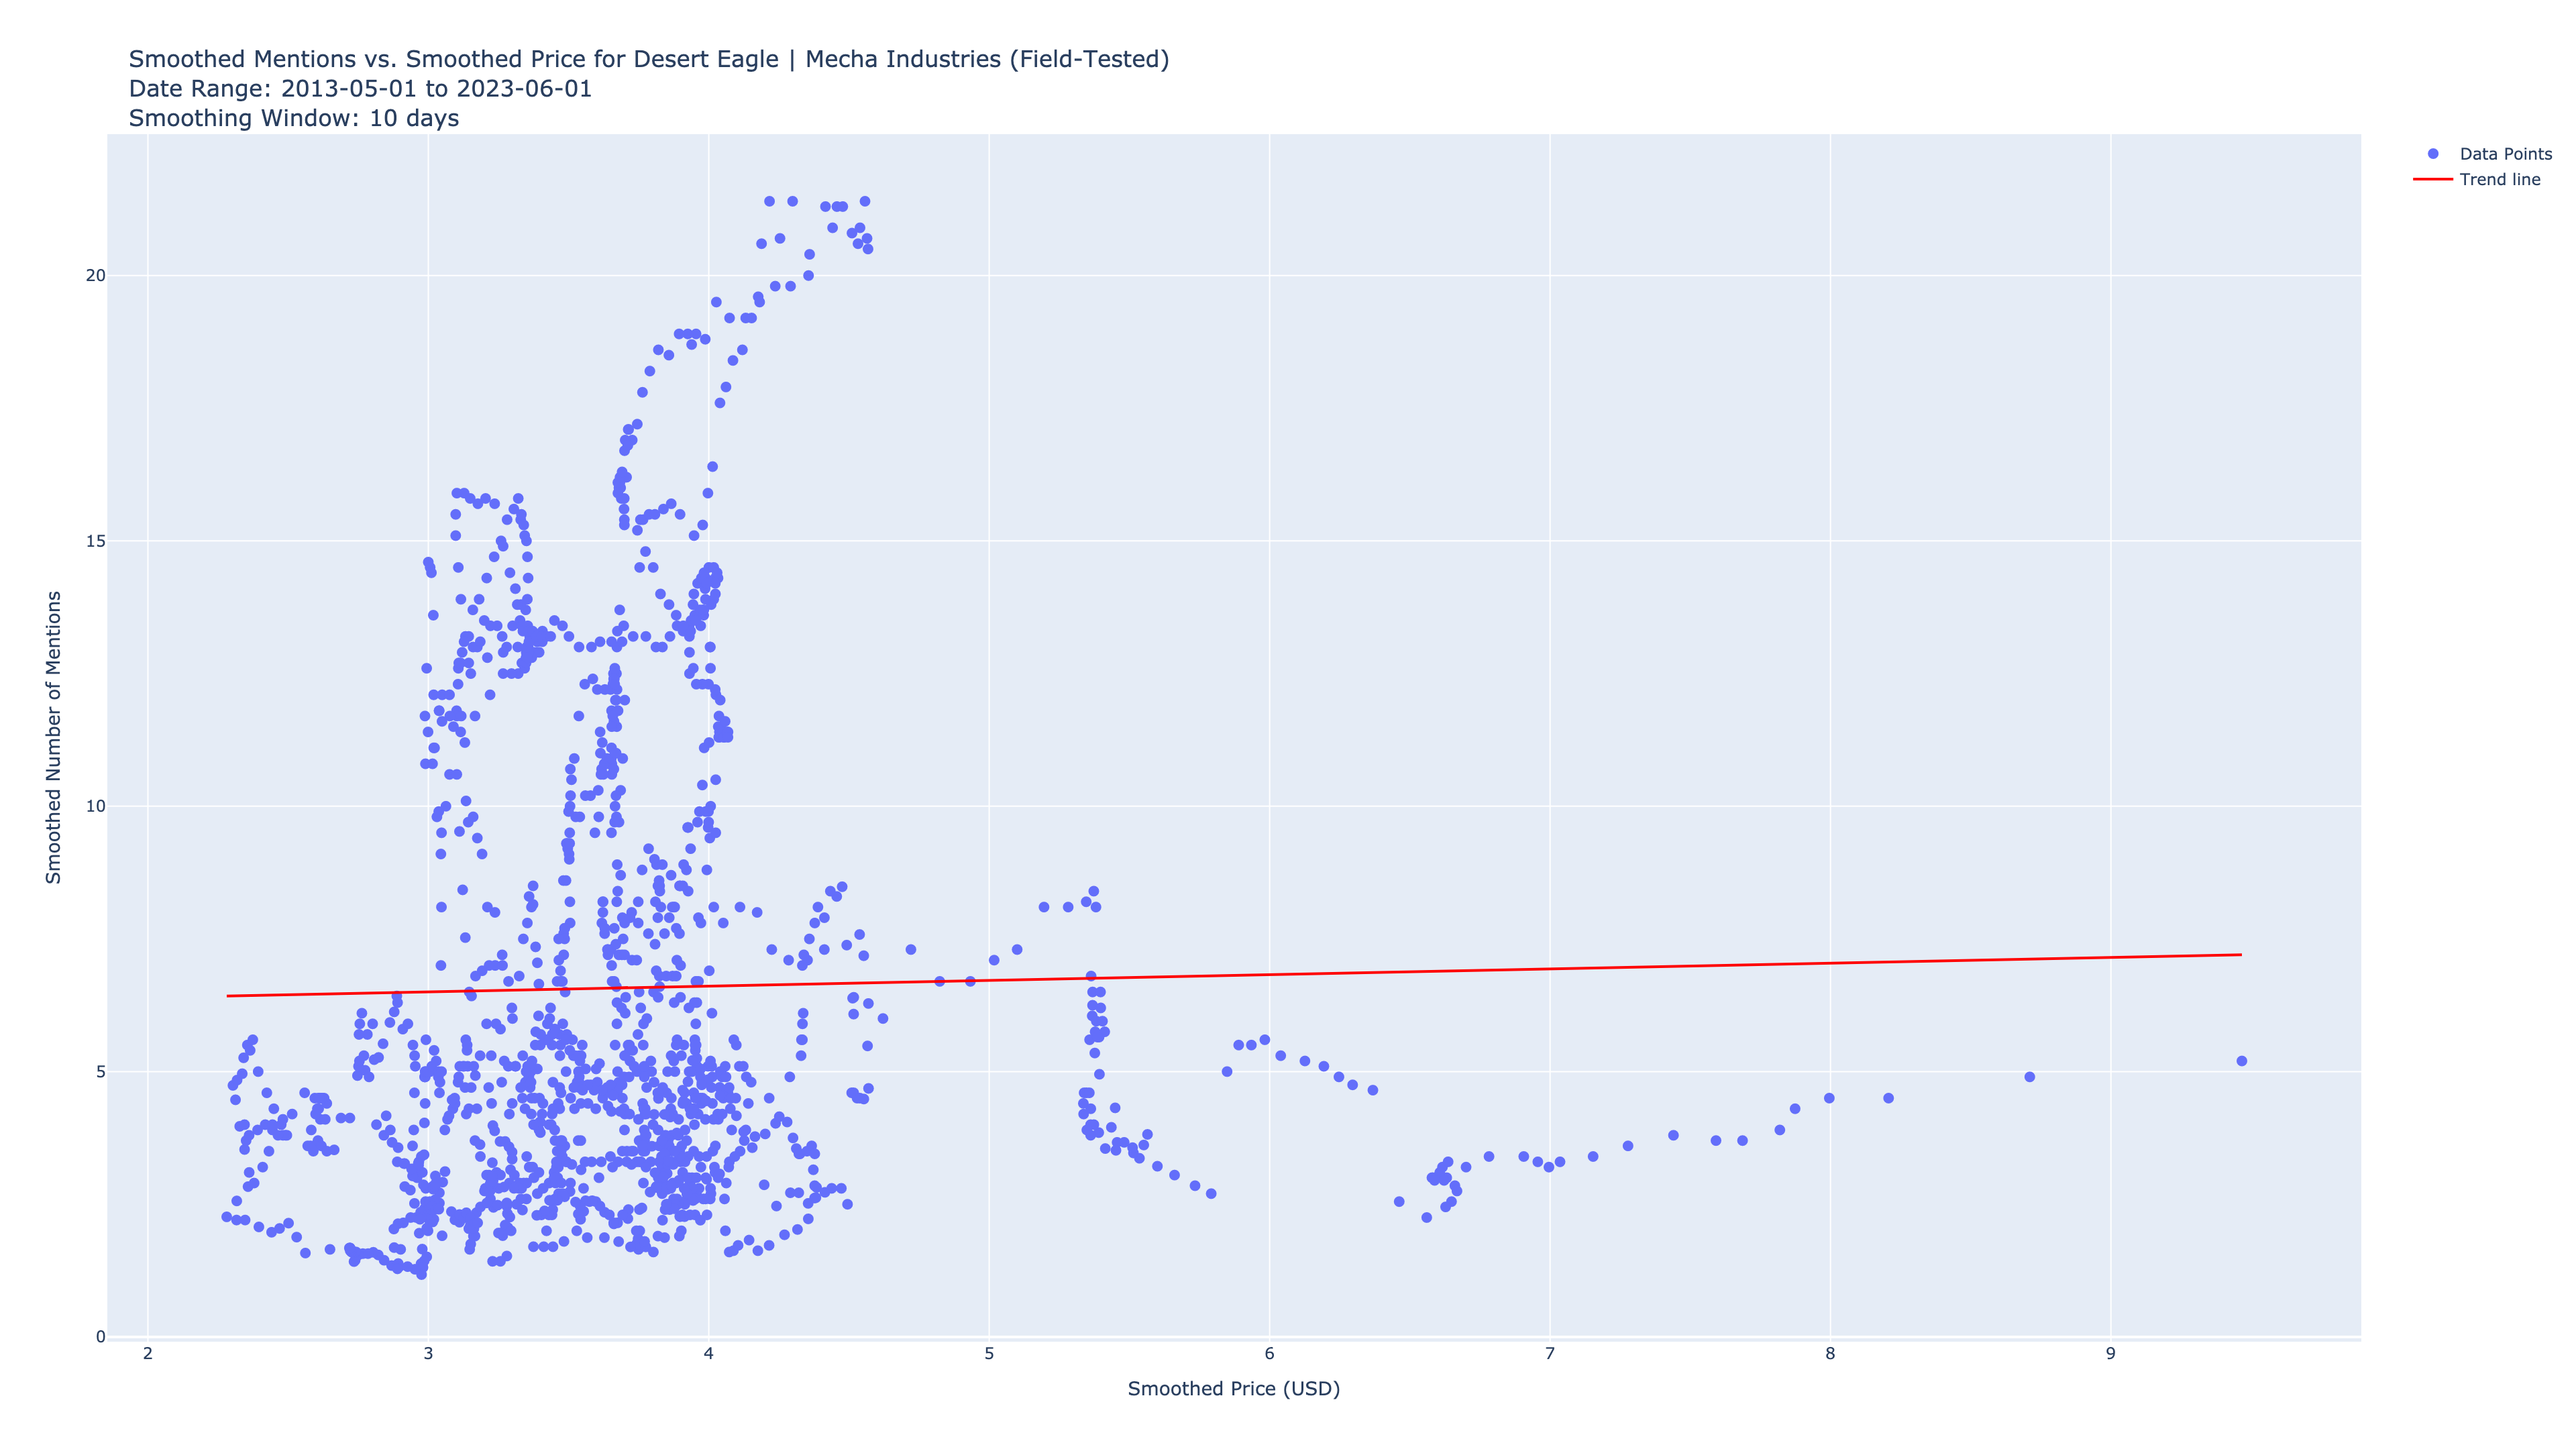 Smoothed Mentions vs. Smoothed Price for Desert Eagle | Mecha Industries (Field-Tested)
Date Range: 2013-05-01 to 2023-06-01
Smoothing Window: 10 days
Data Points
Trend line
Smoothed Number of Mentions
20
15
10
5
0
2 3 4 5 6 7 8 9
Smoothed Price (USD)